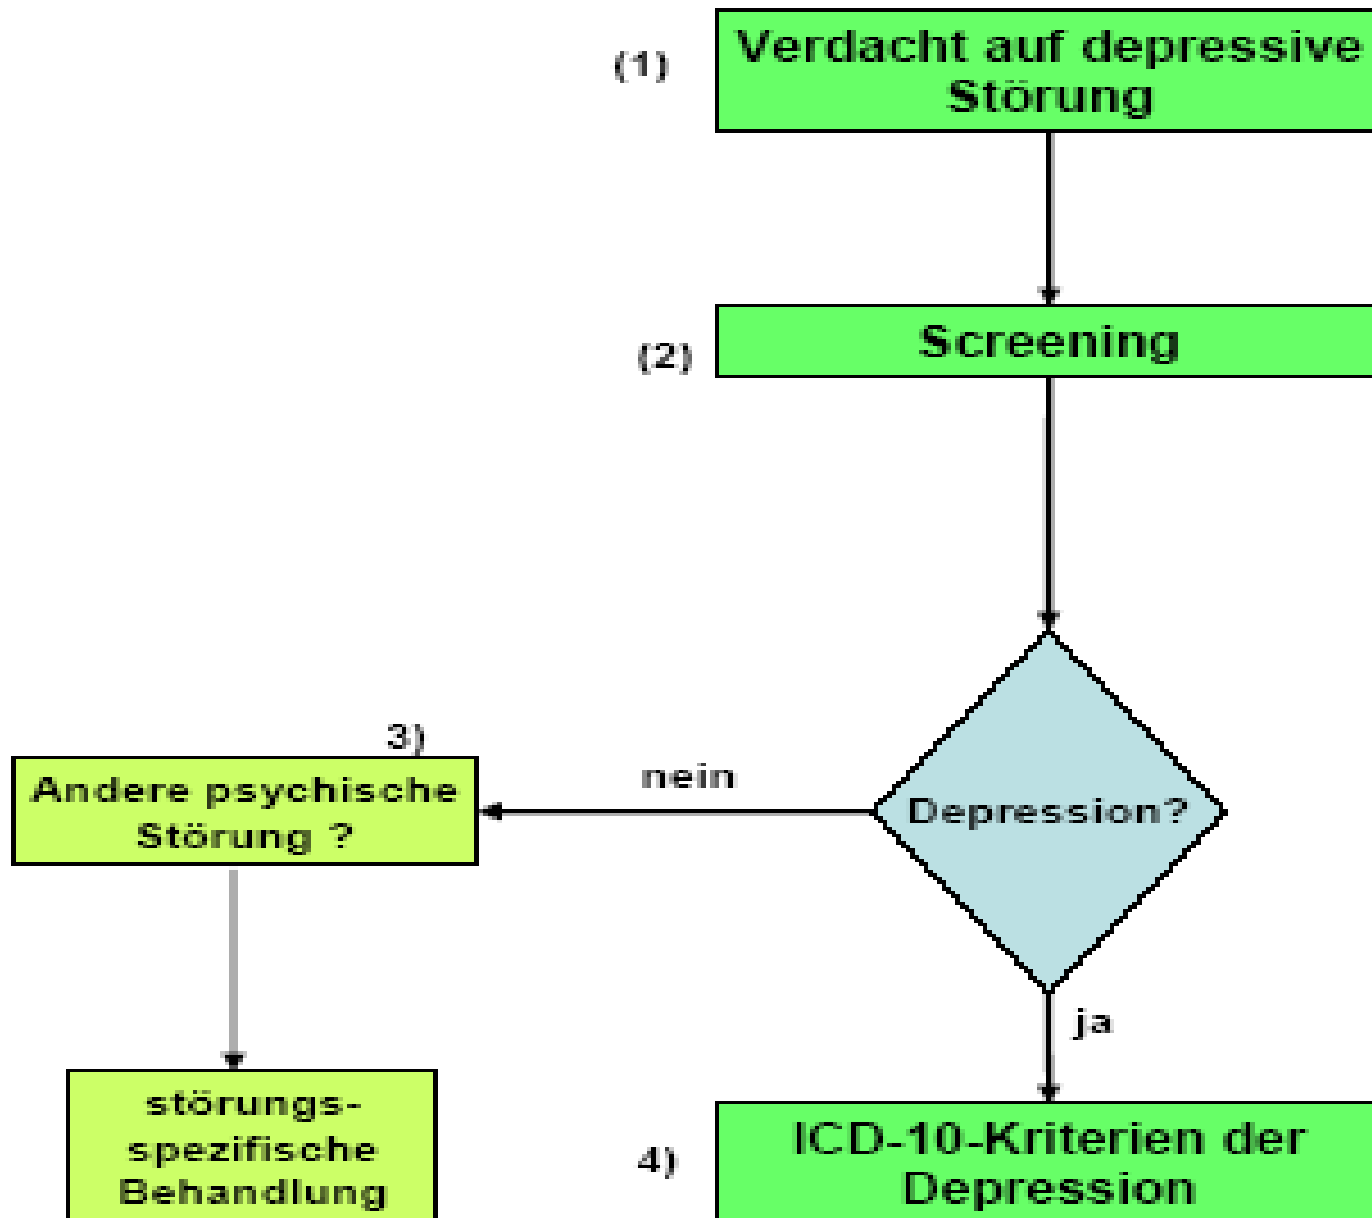 (1)
Verdacht auf depressive
Störung
(2)
Screening
3)
Andere psychische
Störung ?
nein
Depression?
ja
störungs-
spezifische
Behandlung
4)
ICD-10-Kriterien der
Depression